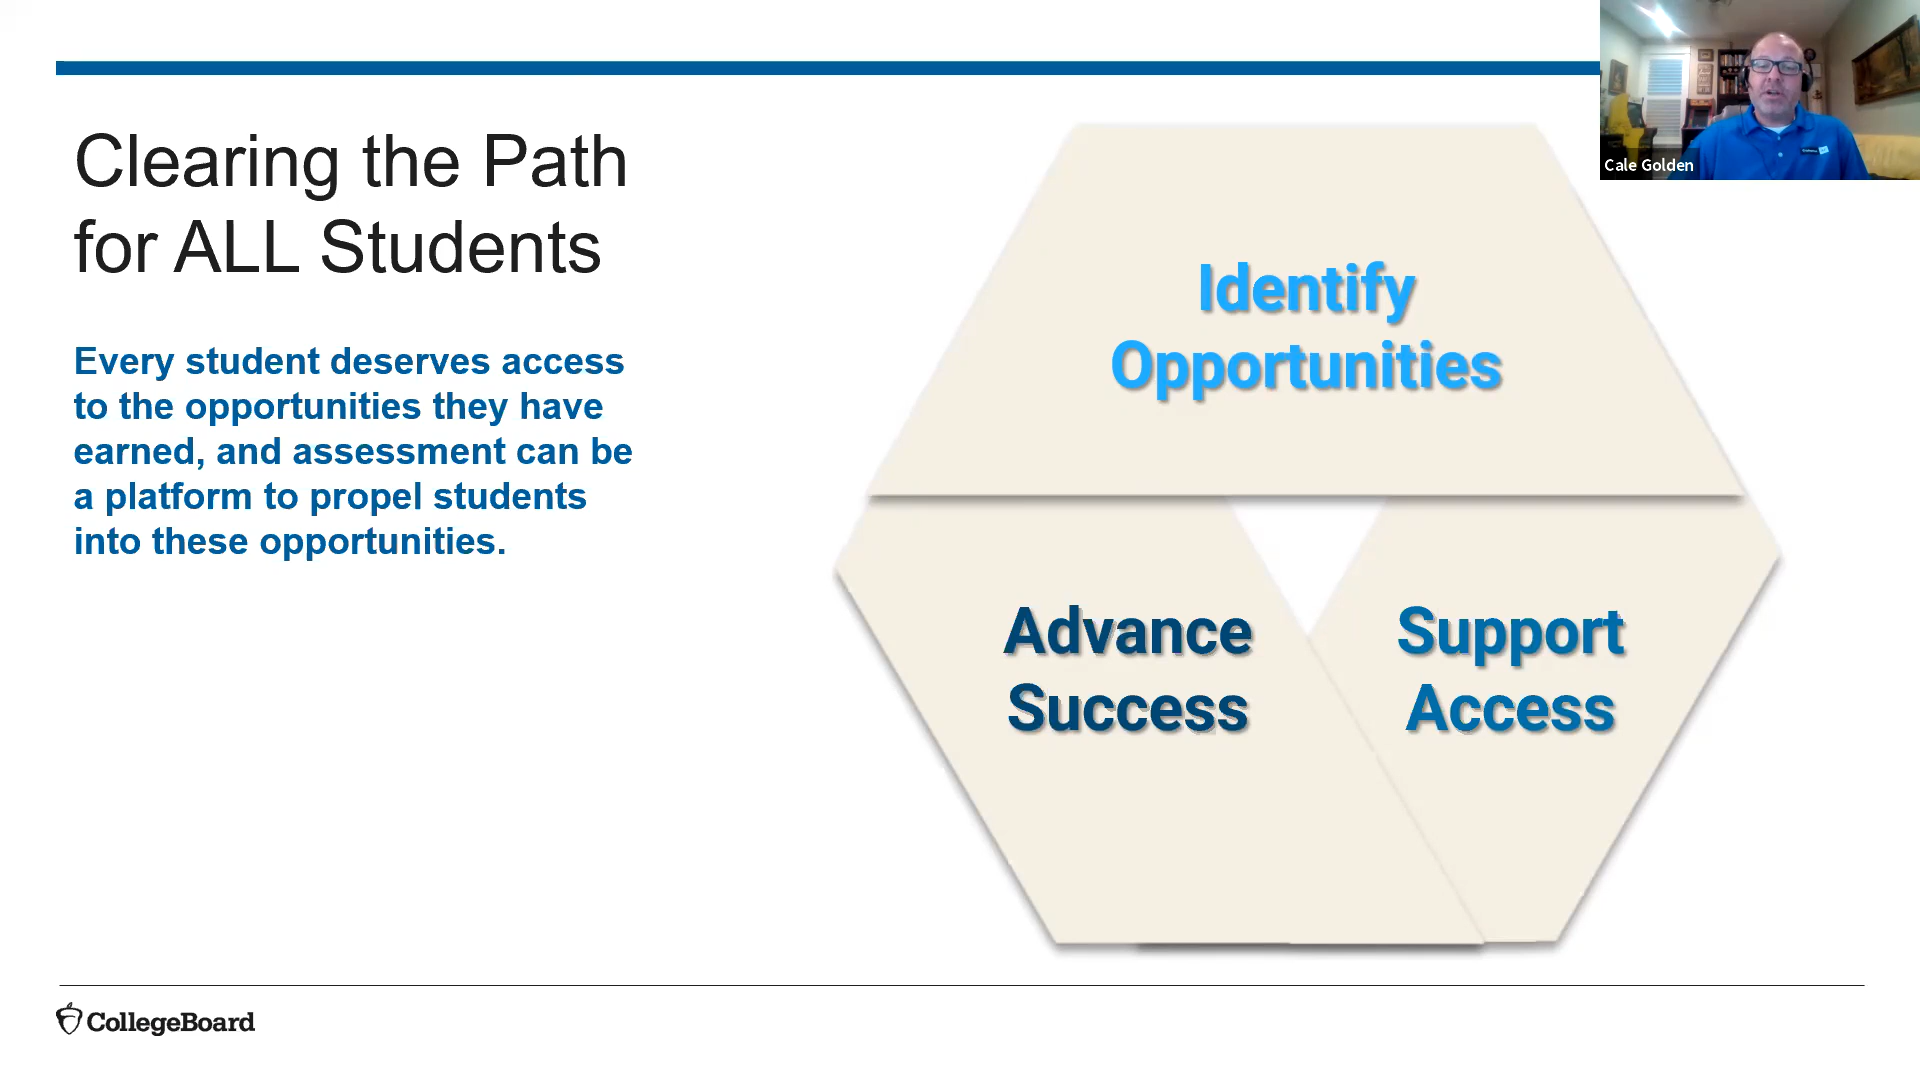 Clearing the Path
for ALL Students
Every student deserves access
to the opportunities they have
earned, and assessment can be
a platform to propel students
into these opportunities.
Identify
Opportunities
Advance
Success
Support
Access
Cale Golden
CollegeBoard